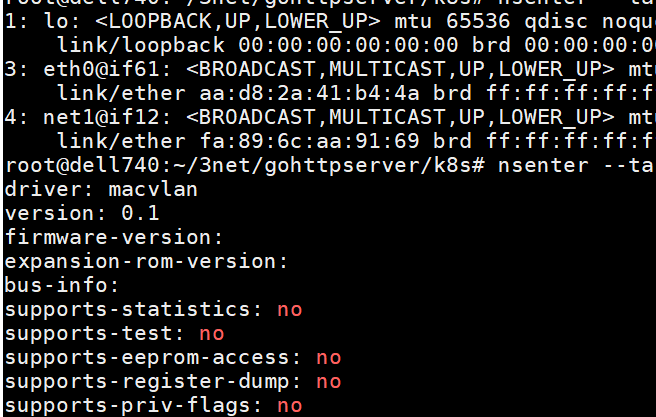 root@dell740:~/3net/gohttpserver/k8s# nsenter --ta
1: lo: <LOOPBACK,UP,LOWER_UP> mtu 65536 qdisc noque
link/loopback 00:00:00:00:00:00 brd 00:00:00:00
3: eth0@if61: <BROADCAST,MULTICAST,UP,LOWER_UP> mtu
link/ether aa:d8:2a:41:b4:4a brd ff:ff:ff:ff:f
4: net1@if12: <BROADCAST,MULTICAST,UP,LOWER_UP> mtu
link/ether fa:89:6c:aa:91:69 brd ff:ff:ff:ff:f
root@dell740:~/3net/gohttpserver/k8s# nsenter --ta
driver: macvlan
version: 0.1
firmware-version:
expansion-rom-version:
bus-info:
supports-statistics: no
supports-test: no
supports-eeprom-access: no
supports-register-dump: no
supports-priv-flags: no